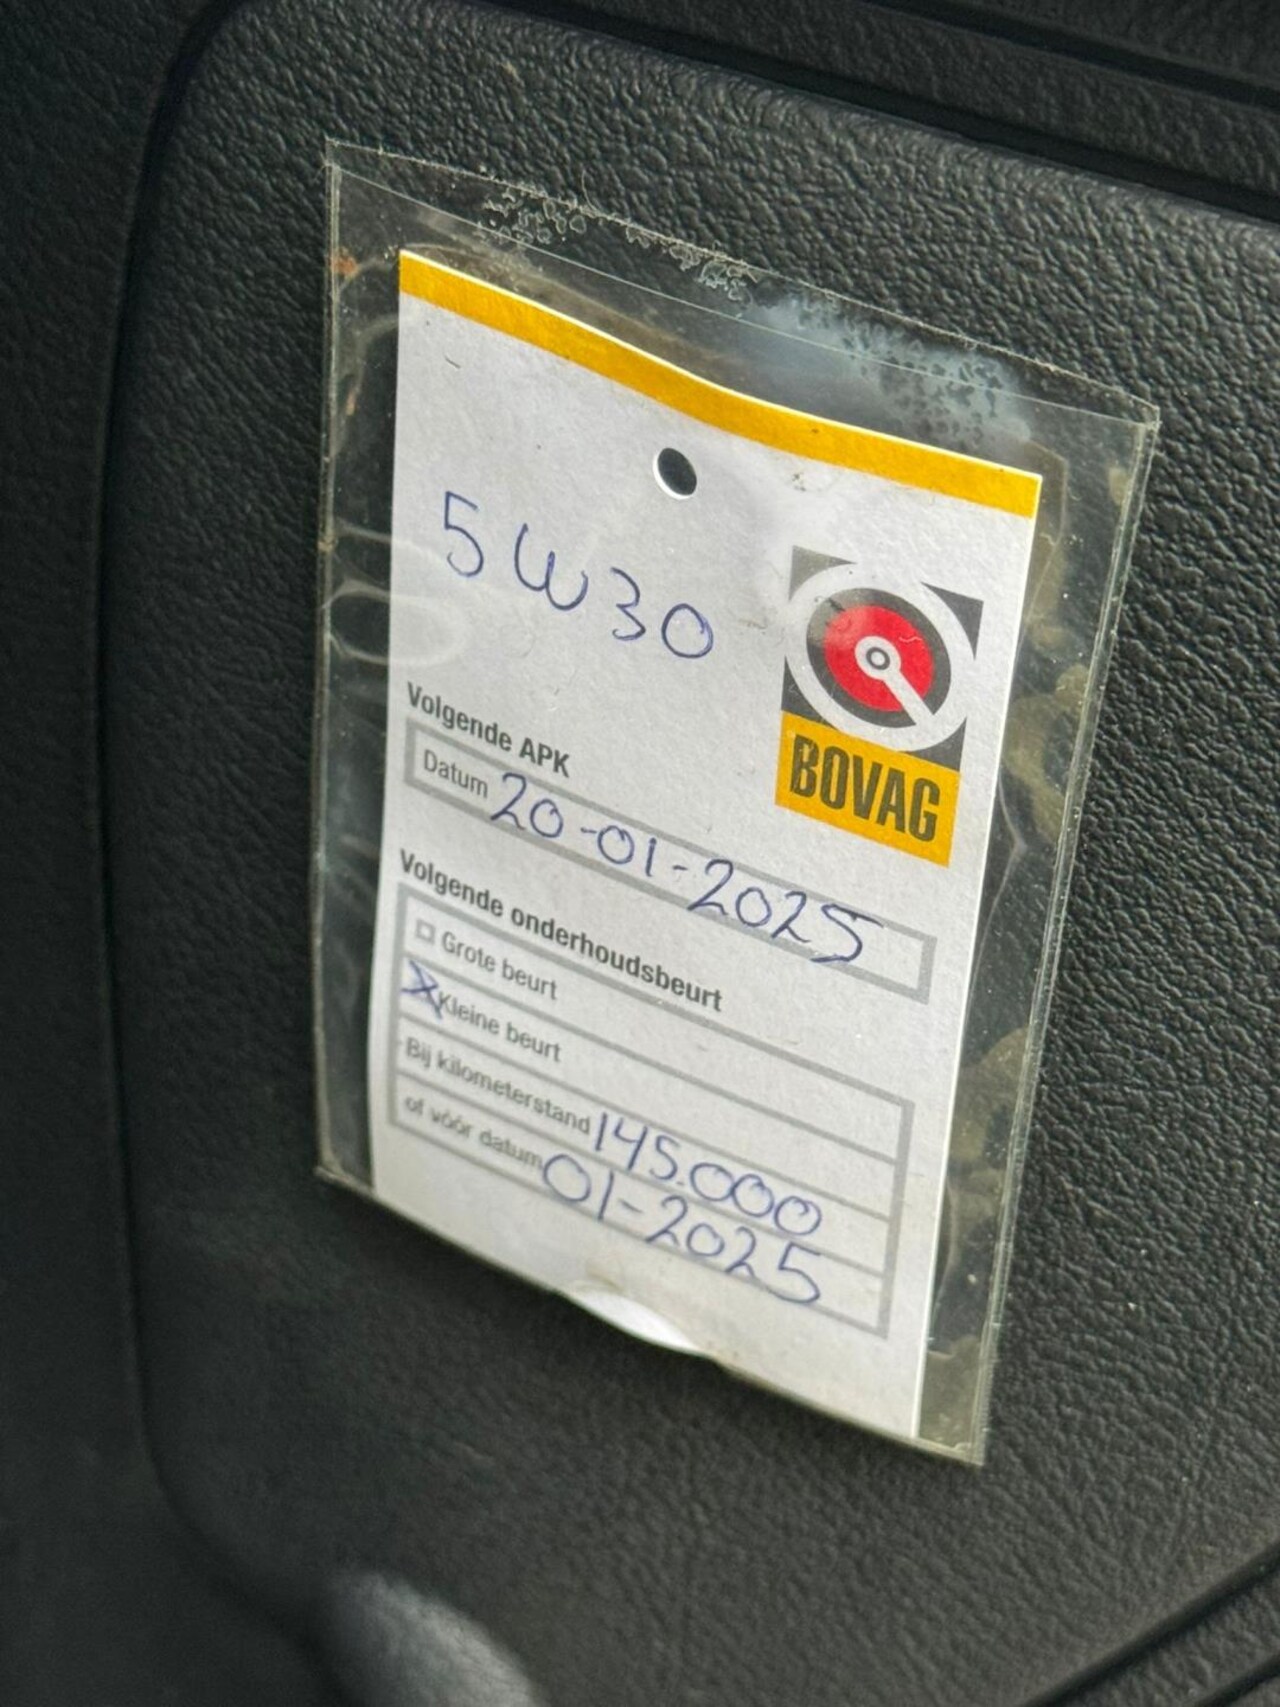 5W30
BOVAG
Volgende APK
Datum 20-01-2025
Volgende onderhoudsbeurt
Grote beurt
X Kleine beurt
Bij kilometerstand 145.000
of vóór datum 01-2025